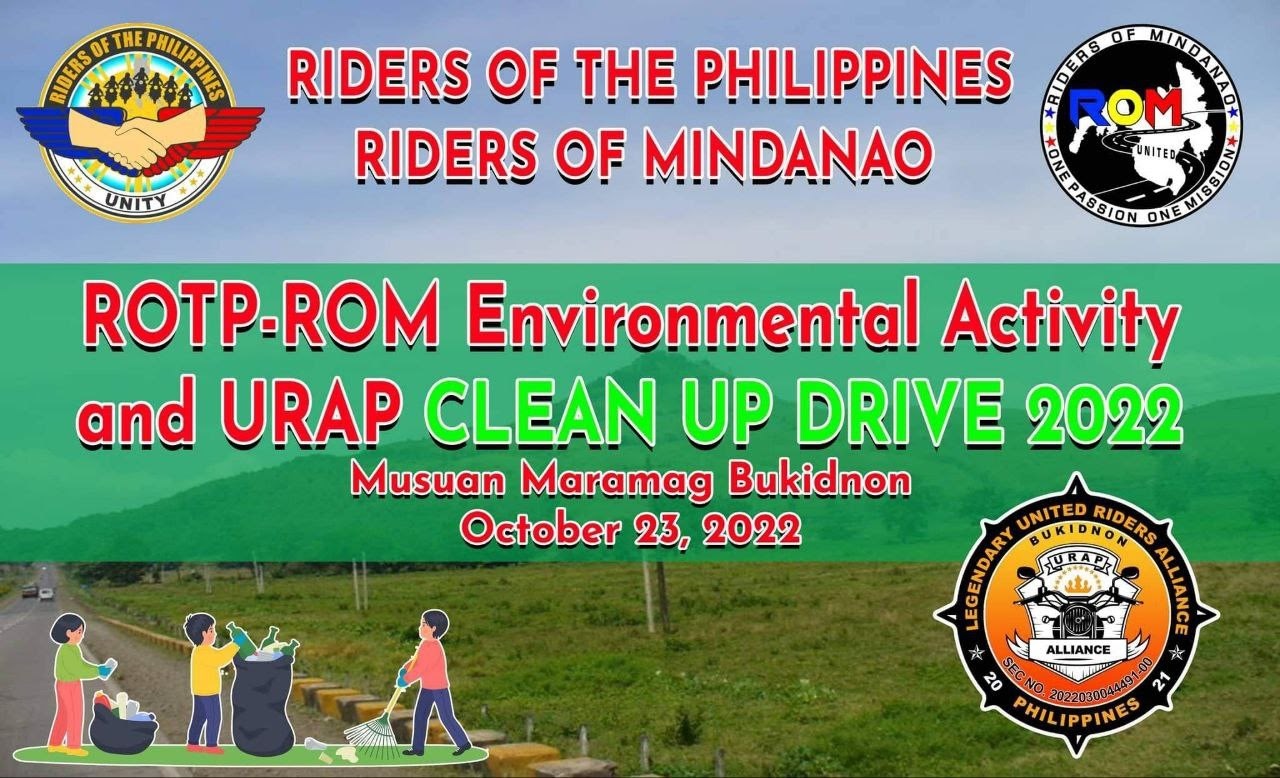 RIDERS OF THE PHILIPPINES
UNITY
RIDERS OF THE PHILIPPINES
RIDERS OF MINDANAO
RIDERS OF MINDANAO
ROM
UNITED
ONE PASSION ONE MISSION
ROTP-ROM Environmental Activity
and URAP CLEAN UP DRIVE 2022
Musuan Maramag Bukidnon
October 23, 2022
LEGENDARY UNITED RIDERS ALLIANCE
BUKIDNON
URAP
ALLIANCE
SEC NO. 2022030044491-00
20 21
PHILIPPINES